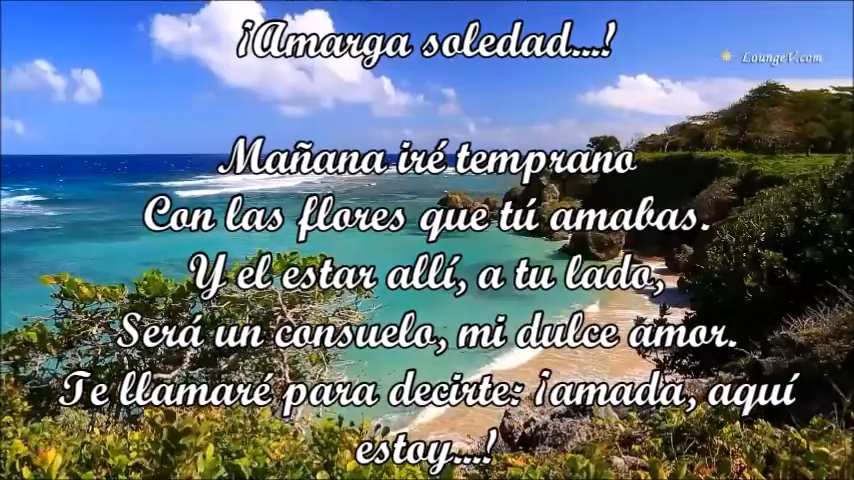 ¡Amarga soledad...!
LoungeV.com
Mañana iré temprano
Con las flores que tú amabas.
Y el estar allí, a tu lado,
Será un consuelo, mi dulce amor.
Te llamaré para decirte: ¡amada, aquí
estoy...!